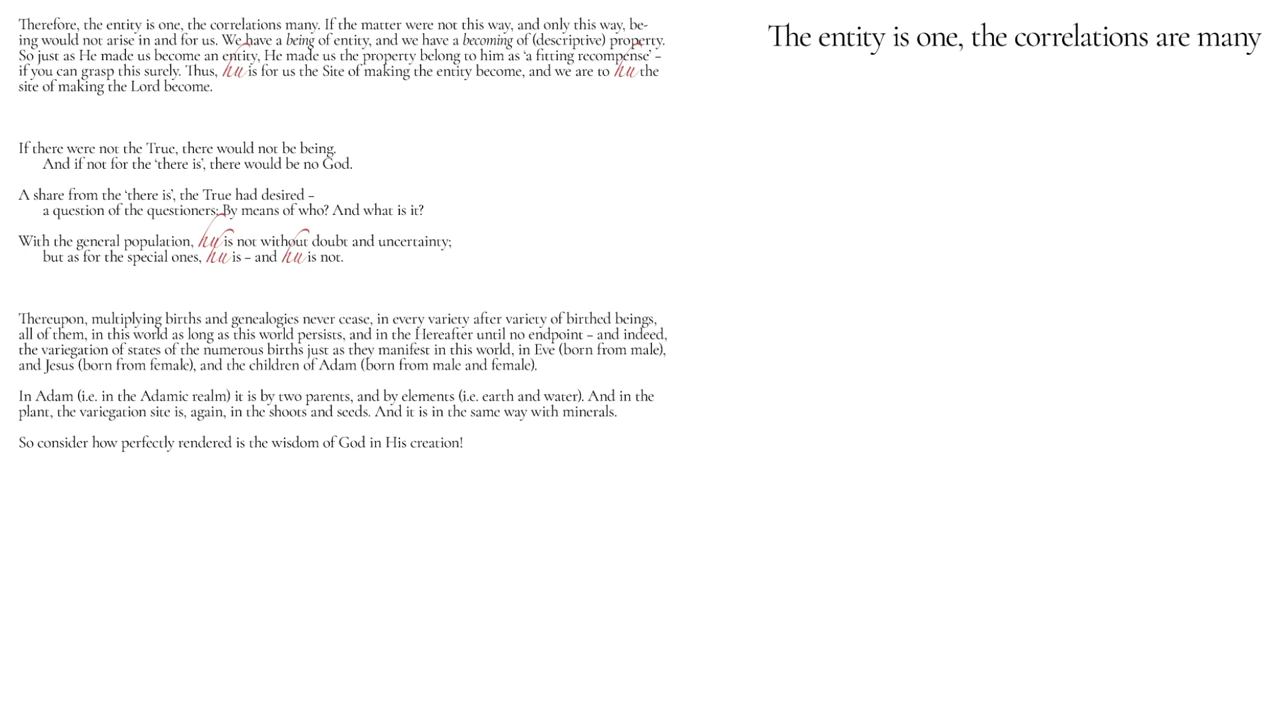 Therefore, the entity is one, the correlations many. If the matter were not this way, and only this way, be-
ing would not arise in and for us. We have a being of entity, and we have a becoming of (descriptive) property.
So just as He made us become an entity, He made us the property belong to him as ‘a fitting recompense’ –
if you can grasp this surely. Thus, hu is for us the Site of making the entity become, and we are to hu the
site of making the Lord become.
If there were not the True, there would not be being.
And if not for the ‘there is’, there would be no God.
A share from the ‘there is’, the True had desired –
a question of the questioners: By means of who? And what is it?
With the general population, hu is not without doubt and uncertainty;
but as for the special ones, hu is – and hu is not.
Thereupon, multiplying births and genealogies never cease, in every variety after variety of birthed beings,
all of them, in this world as long as this world persists, and in the Hereafter until no endpoint – and indeed,
the variegation of states of the numerous births just as they manifest in this world, in Eve (born from male),
and Jesus (born from female), and the children of Adam (born from male and female).
In Adam (i.e. in the Adamic realm) it is by two parents, and by elements (i.e. earth and water). And in the
plant, the variegation site is, again, in the shoots and seeds. And it is in the same way with minerals.
So consider how perfectly rendered is the wisdom of God in His creation!
The entity is one, the correlations are many